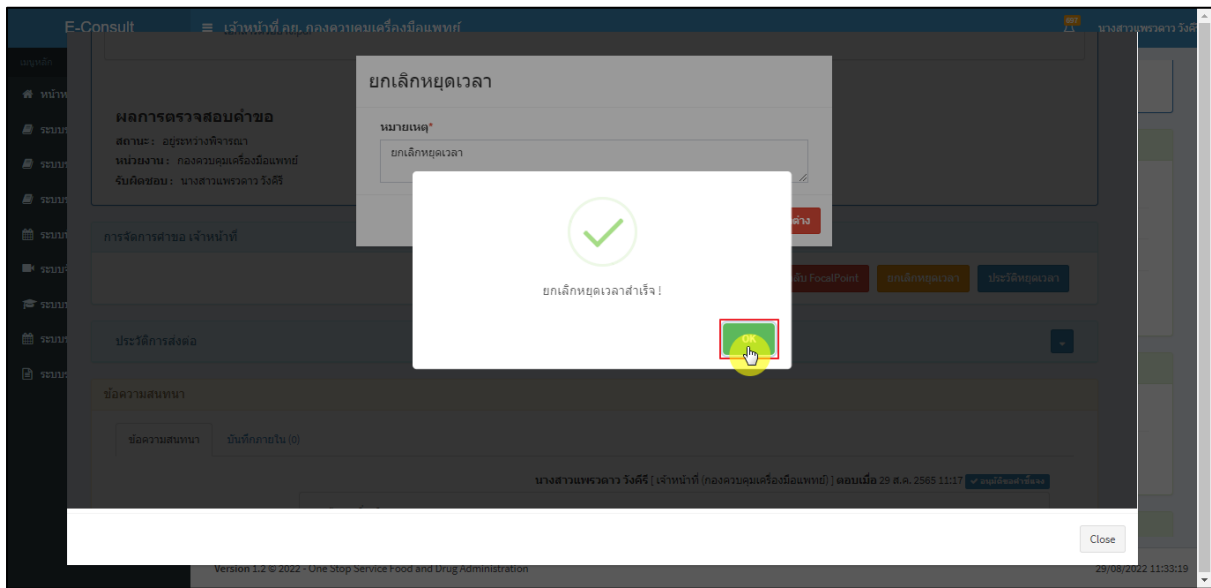 E-Consult
เจ้าหน้าที่ อย. กองควบคุมเครื่องมือแพทย์
857
นางสาวแพรวดาว วังคีรี
เมนูหลัก
ยกเลิกหยุดเวลา
หมายเหตุ*
ยกเลิกหยุดเวลา
ผลการตรวจสอบคำขอ
สถานะ : อยู่ระหว่างพิจารณา
หน่วยงาน : กองควบคุมเครื่องมือแพทย์
รับผิดชอบ : นางสาวแพรวดาว วังคีรี
การจัดการคำขอ เจ้าหน้าที่
FocalPoint
ยกเลิกหยุดเวลา
ประวัติหยุดเวลา
ยกเลิกหยุดเวลาสำเร็จ !
OK
ประวัติการส่งต่อ
ข้อความสนทนา
ข้อความสนทนา
บันทึกภายใน (0)
นางสาวแพรวดาว วังคีรี [ เจ้าหน้าที่ (กองควบคุมเครื่องมือแพทย์) ] ตอบเมื่อ 29 ส.ค. 2565 11:17
Close
Version 1.2 © 2022 - One Stop Service Food and Drug Administration
29/08/2022 11:33:19